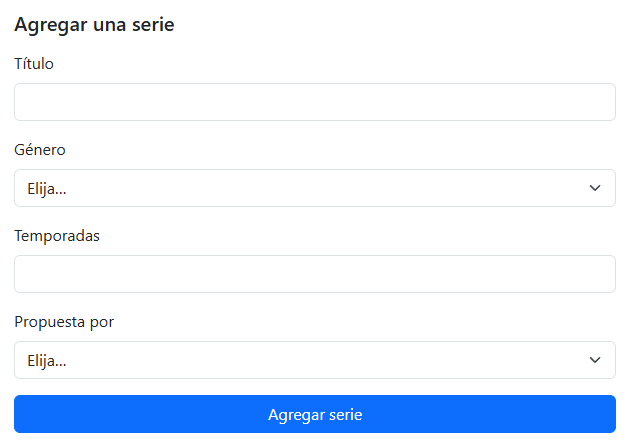 Agregar una serie
Título
Género
Elija...
Temporadas
Propuesta por
Elija...
Agregar serie